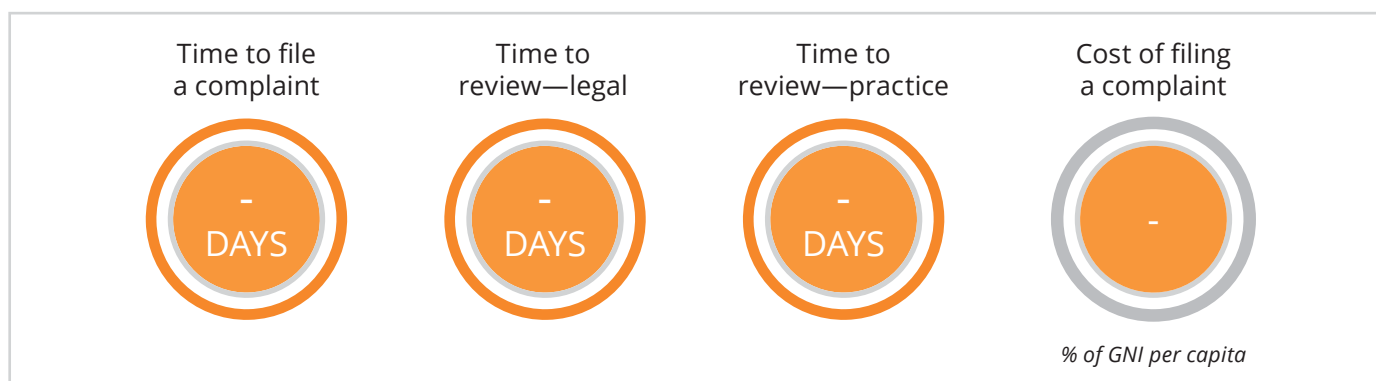 Time to file
a complaint
-
DAYS
Time to
review—legal
-
DAYS
Time to
review—practice
-
DAYS
Cost of filing
a complaint
-
% of GNI per capita